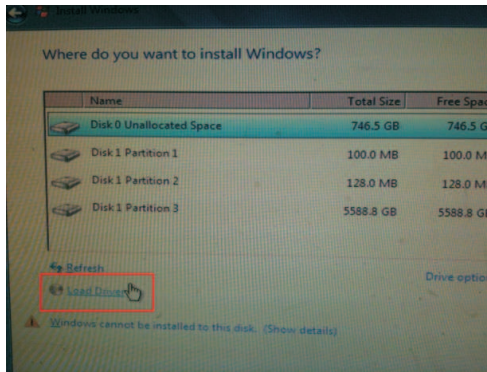 Install Windows
Where do you want to install Windows?
Name Total Size Free Spac
Disk 0 Unallocated Space 746.5 GB 746.5 G
Disk 1 Partition 1 100.0 MB 100.0 M
Disk 1 Partition 2 128.0 MB 128.0 M
Disk 1 Partition 3 5588.8 GB 5588.8 G
Refresh
Drive optio
Load Driver
Windows cannot be installed to this disk. (Show details)